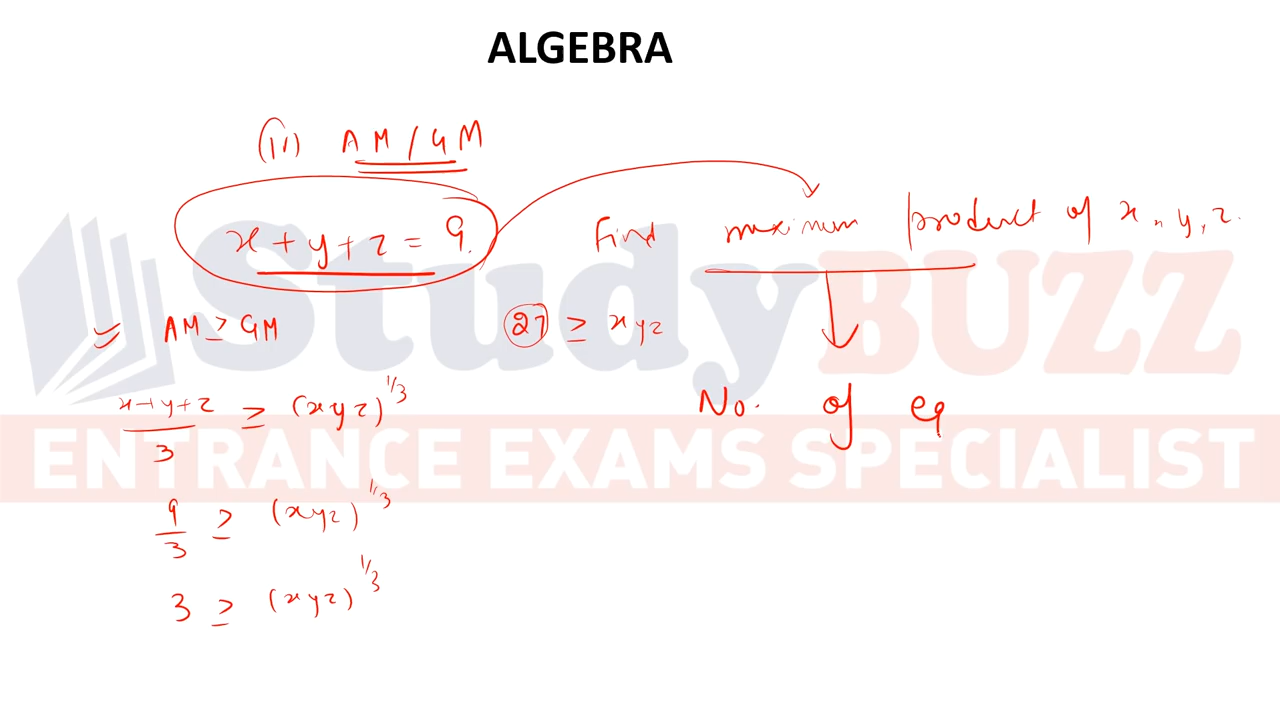 ALGEBRA
(iv) AM/GM
x + y + z = 9. Find maximum product of x, y, z.
AM ≥ GM
27 ≥ xyz
(x+y+z)/3 ≥ (xyz)^1/3
No. of eq
9/3 ≥ (xyz)^1/3
3 ≥ (xyz)^1/3
StudyBUZZ
ENTRANCE EXAMS SPECIALIST